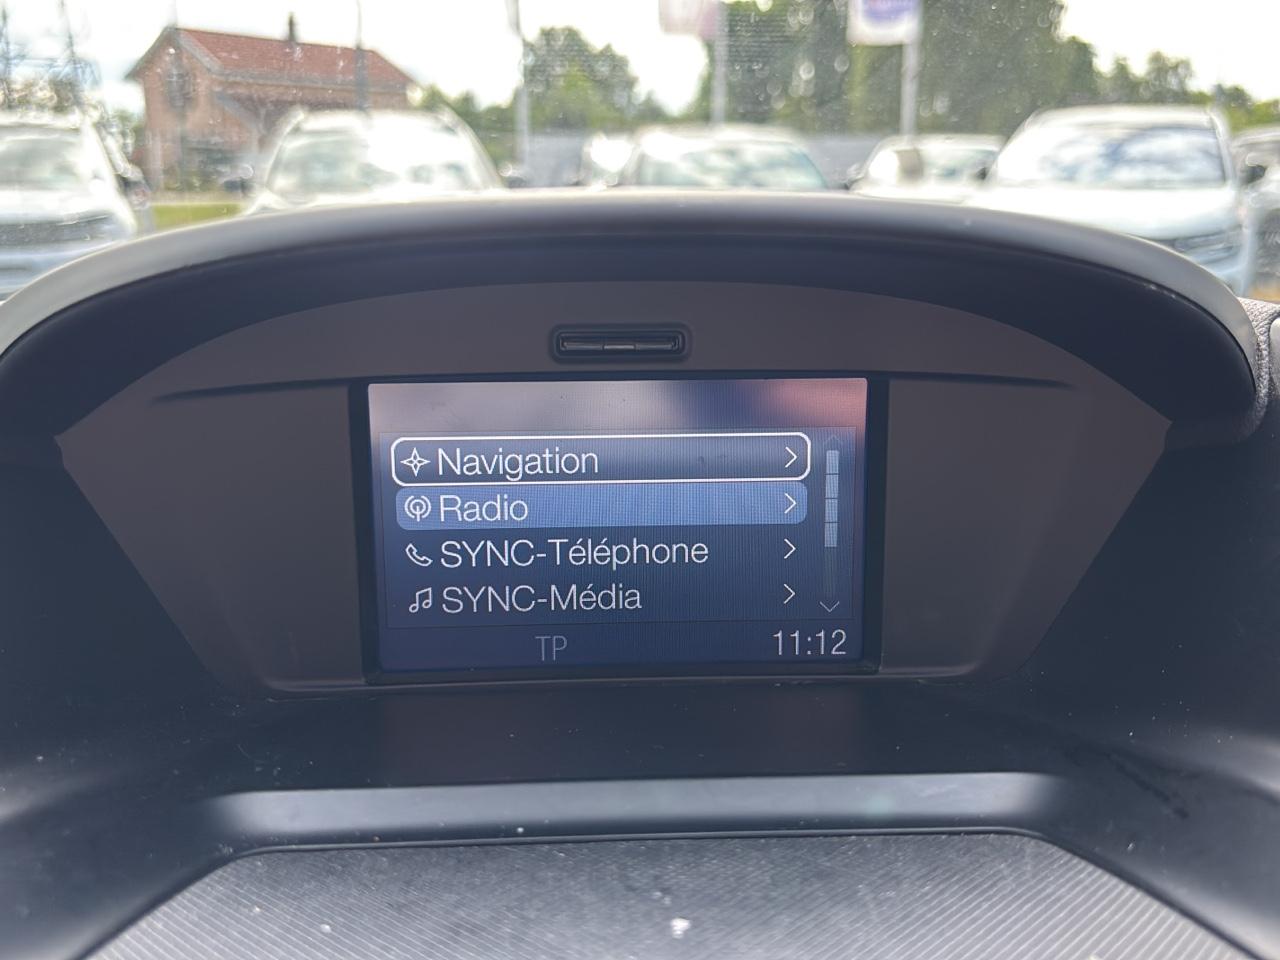 Navigation
Radio
SYNC-Téléphone
SYNC-Média
TP
11:12